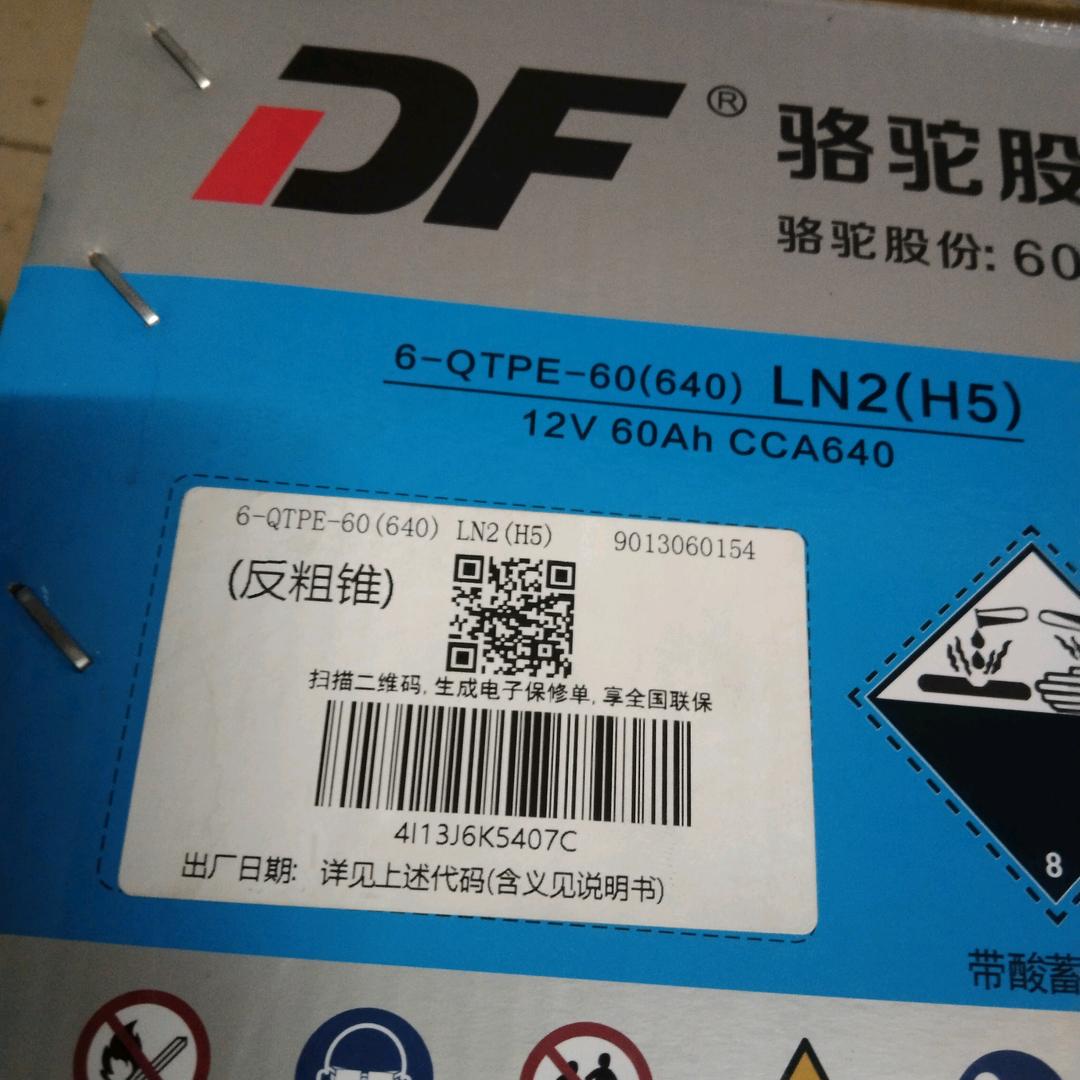 DF®
骆驼股
骆驼股份: 60
6-QTPE-60(640) LN2(H5)
12V 60Ah CCA640
6-QTPE-60(640) LN2(H5) 9013060154
(反粗锥)
扫描二维码,生成电子保修单,享全国联保
4I13J6K5407C
出厂日期: 详见上述代码(含义见说明书)
8
带酸蓄